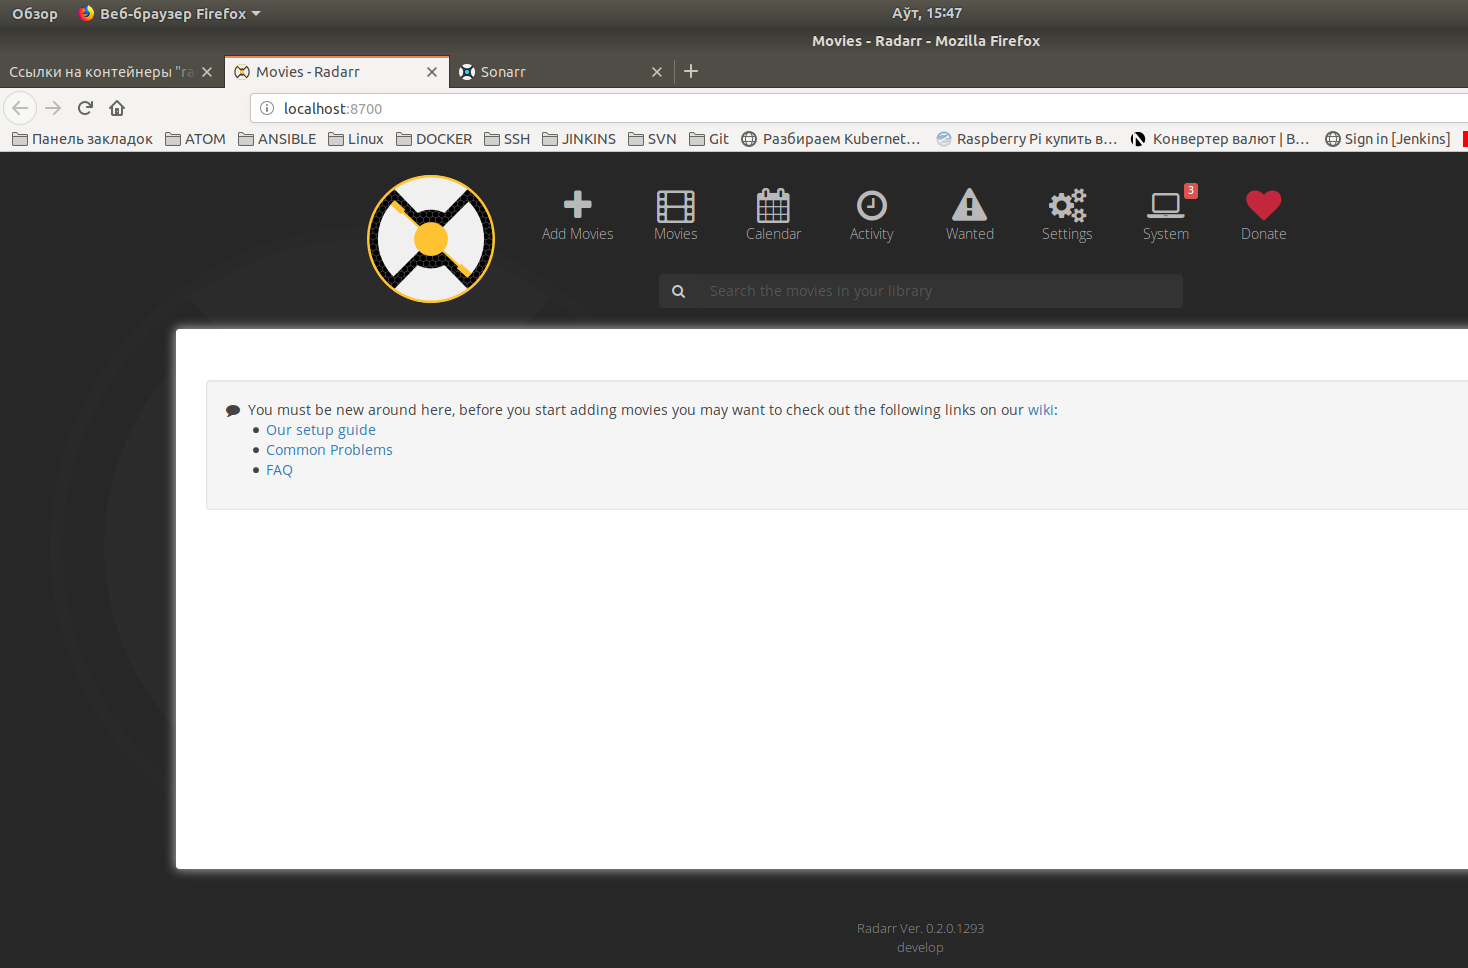 Обзор Веб-браузер Firefox Аўт, 15:47
Movies - Radarr - Mozilla Firefox
Ссылки на контейнеры "ra Movies - Radarr Sonarr
localhost:8700
Панель закладок ATOM ANSIBLE Linux DOCKER SSH JINKINS SVN Git Разбираем Kubernet... Raspberry Pi купить в... Конвертер валют | B... Sign in [Jenkins]
3
Add Movies Movies Calendar Activity Wanted Settings System Donate
Search the movies in your library
You must be new around here, before you start adding movies you may want to check out the following links on our wiki:
Our setup guide
Common Problems
FAQ
Radarr Ver. 0.2.0.1293
develop